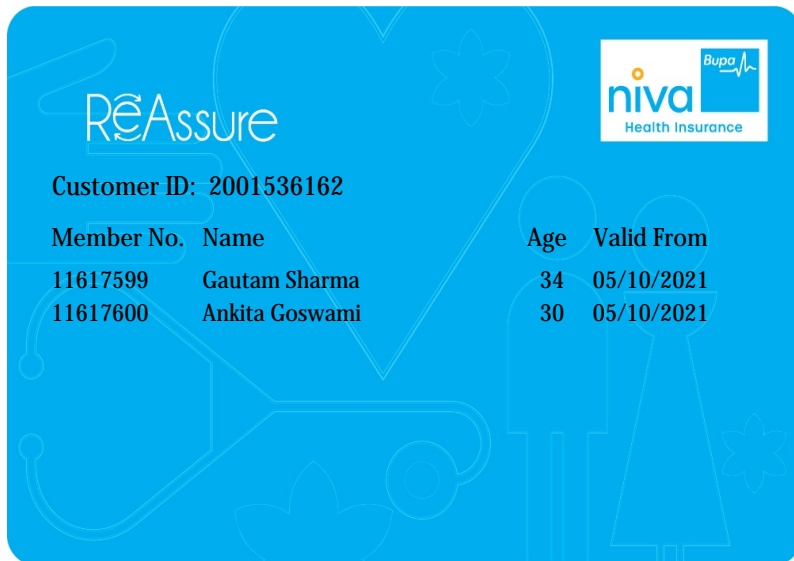 ReAssure
niva Bupa
Health Insurance
Customer ID: 2001536162
Member No. Name Age Valid From
11617599 Gautam Sharma 34 05/10/2021
11617600 Ankita Goswami 30 05/10/2021